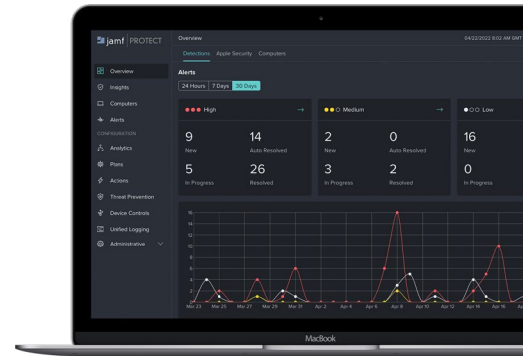 jamf PROTECT
Overview
04/22/2022 9:02 AM GMT
Detections Apple Security Computers
Overview
Insights
Computers
Alerts
CONFIGURATION
Analytics
Plans
Actions
Threat Prevention
Device Controls
Unified Logging
Administrative
Alerts
24 Hours 7 Days 30 Days
High Medium Low
9 14 2 0 16
New Auto Resolved New Auto Resolved New
5 26 3 2 0
In Progress Resolved In Progress Resolved In Progress
16
14
12
10
8
6
4
2
Mar 23 Mar 25 Mar 27 Mar 29 Mar 31 Apr 2 Apr 4 Apr 6 Apr 8 Apr 10 Apr 12 Apr 14 Apr 16
MacBook